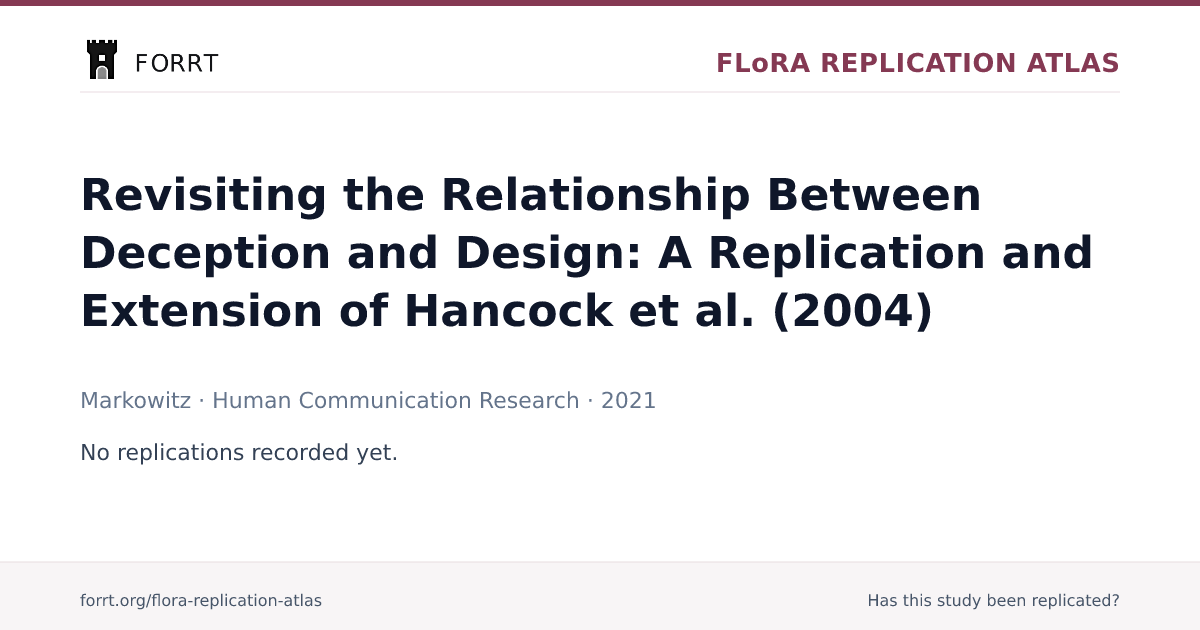 FORRT
FLoRA REPLICATION ATLAS
Revisiting the Relationship Between
Deception and Design: A Replication and
Extension of Hancock et al. (2004)
Markowitz · Human Communication Research · 2021
No replications recorded yet.
forrt.org/flora-replication-atlas
Has this study been replicated?